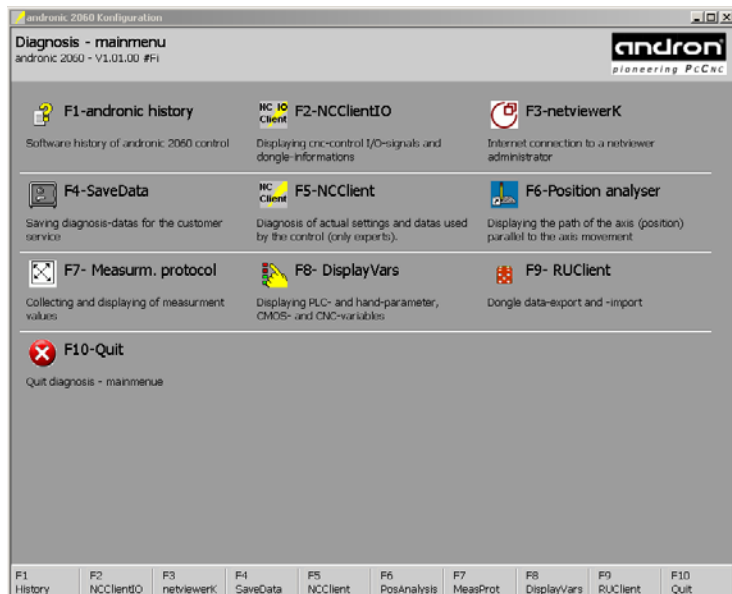 andronic 2060 Konfiguration
Diagnosis - mainmenu
andronic 2060 - V1.01.00 #Fi
andron
pioneering PcCnc
F1-andronic history
Software history of andronic 2060 control
NC IO
Client
F2-NCClientIO
Displaying cnc-control I/O-signals and
dongle-informations
F3-netviewerK
Internet connection to a netviewer
administrator
F4-SaveData
Saving diagnosis-datas for the customer
service
NC
Client
F5-NCClient
Diagnosis of actual settings and datas used
by the control (only experts).
F6-Position analyser
Displaying the path of the axis (position)
parallel to the axis movement
F7- Measurm. protocol
Collecting and displaying of measurment
values
F8- DisplayVars
Displaying PLC- and hand-parameter,
CMOS- and CNC-variables
F9- RUClient
Dongle data-export and -import
F10-Quit
Quit diagnosis - mainmenue
F1 F2 F3 F4 F5 F6 F7 F8 F9 F10
History NCClientIO netviewerK SaveData NCClient PosAnalysis MeasProt DisplayVars RUClient Quit